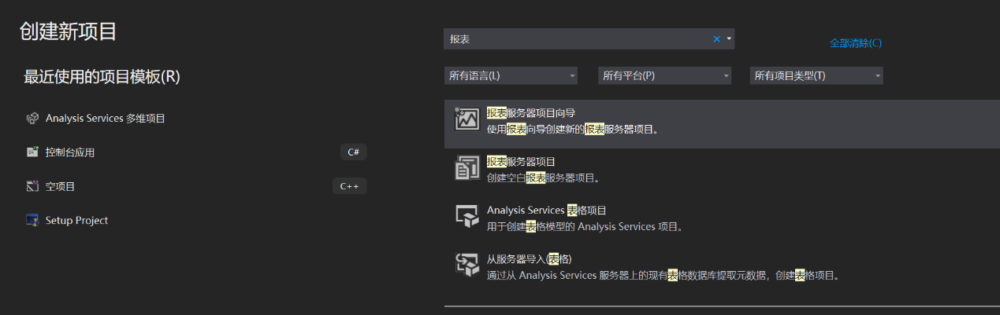 创建新项目
最近使用的项目模板(R)
Analysis Services 多维项目
控制台应用
C#
空项目
C++
Setup Project
报表
全部清除(C)
所有语言(L)
所有平台(P)
所有项目类型(T)
报表服务器项目向导
使用报表向导创建新的报表服务器项目。
报表服务器项目
创建空白报表服务器项目。
Analysis Services 表格项目
用于创建表格模型的 Analysis Services 项目。
从服务器导入(表格)
通过从 Analysis Services 服务器上的现有表格数据库提取元数据，创建表格项目。